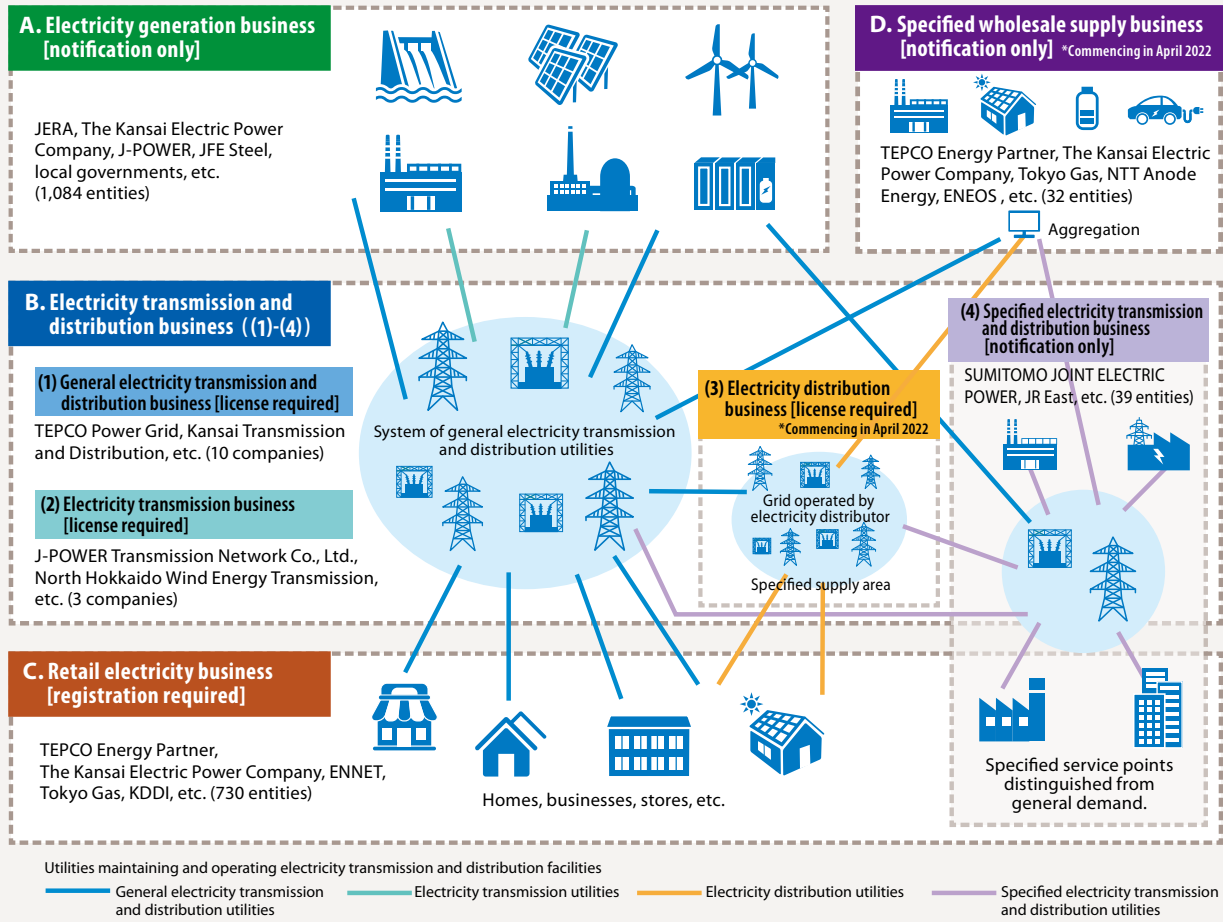 A. Electricity generation business
[notification only]
JERA, The Kansai Electric Power
Company, J-POWER, JFE Steel,
local governments, etc.
(1,084 entities)
D. Specified wholesale supply business
[notification only] *Commencing in April 2022
TEPCO Energy Partner, The Kansai Electric
Power Company, Tokyo Gas, NTT Anode
Energy, ENEOS , etc. (32 entities)
Aggregation
B. Electricity transmission and
distribution business ((1)-(4))
(1) General electricity transmission and
distribution business [license required]
TEPCO Power Grid, Kansai Transmission
and Distribution, etc. (10 companies)
(2) Electricity transmission business
[license required]
J-POWER Transmission Network Co., Ltd.,
North Hokkaido Wind Energy Transmission,
etc. (3 companies)
System of general electricity transmission
and distribution utilities
(3) Electricity distribution
business [license required]
*Commencing in April 2022
Grid operated by
electricity distributor
Specified supply area
(4) Specified electricity transmission
and distribution business
[notification only]
SUMITOMO JOINT ELECTRIC
POWER, JR East, etc. (39 entities)
C. Retail electricity business
[registration required]
TEPCO Energy Partner,
The Kansai Electric Power Company, ENNET,
Tokyo Gas, KDDI, etc. (730 entities)
Homes, businesses, stores, etc.
Specified service points
distinguished from
general demand.
Utilities maintaining and operating electricity transmission and distribution facilities
General electricity transmission
and distribution utilities
Electricity transmission utilities
Electricity distribution utilities
Specified electricity transmission
and distribution utilities